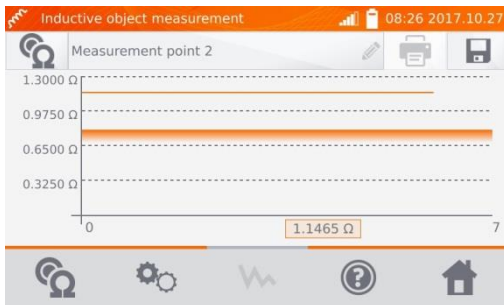 Inductive object measurement 08:26 2017.10.27
Measurement point 2
1.3000 Ω
0.9750 Ω
0.6500 Ω
0.3250 Ω
0 1.1465 Ω 7